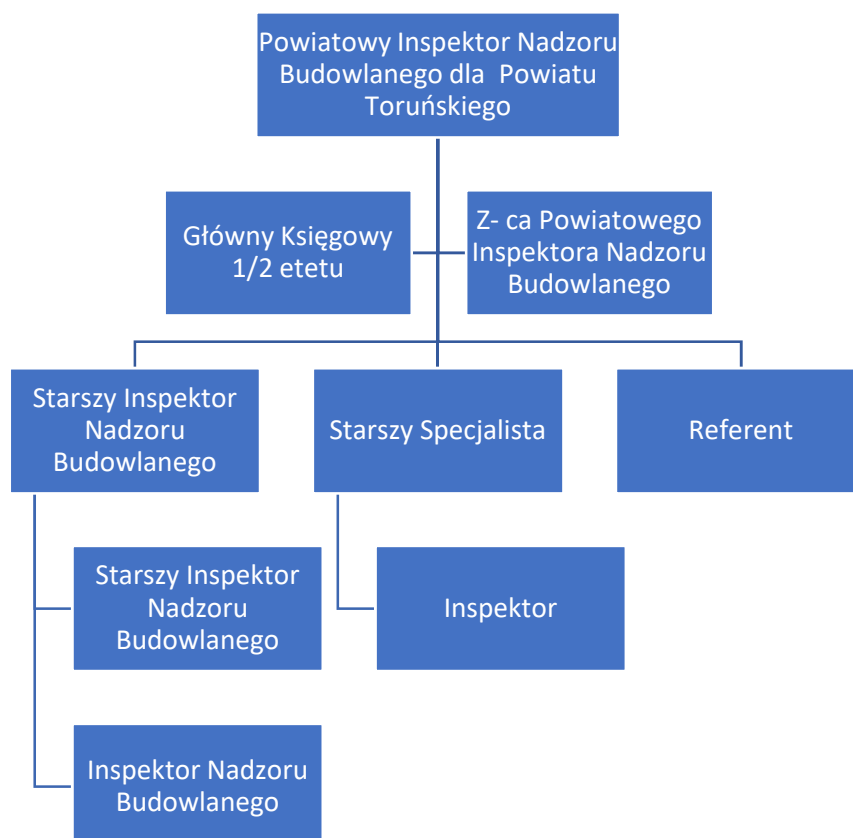 Powiatowy Inspektor Nadzoru
Budowlanego dla Powiatu
Toruńskiego
Główny Księgowy
1/2 etetu
Z- ca Powiatowego
Inspektora Nadzoru
Budowlanego
Starszy Inspektor
Nadzoru
Budowlanego
Starszy Specjalista
Referent
Starszy Inspektor
Nadzoru
Budowlanego
Inspektor
Inspektor Nadzoru
Budowlanego